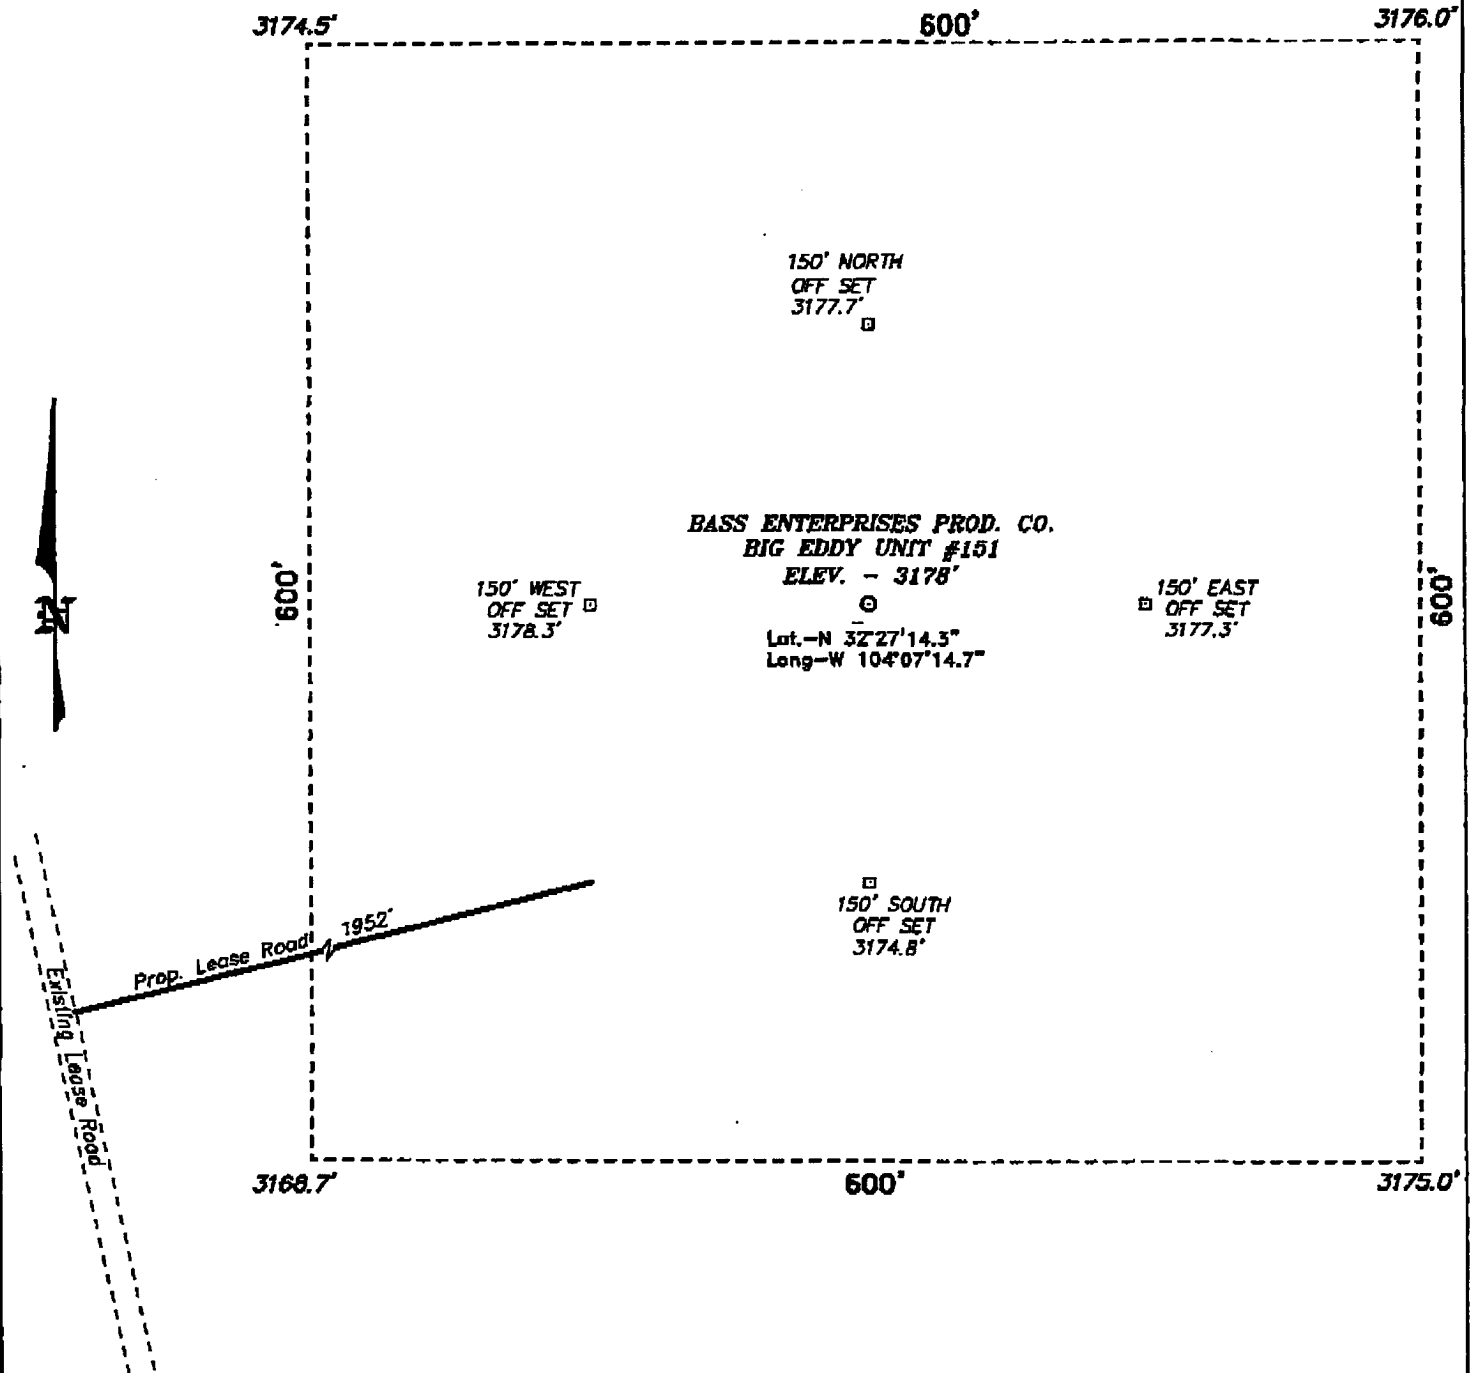 3174.5'
600'
3176.0'
150' NORTH
OFF SET
3177.7'
BASS ENTERPRISES PROD. CO.
BIG EDDY UNIT #151
ELEV. - 3178'
Lat.-N 32°27'14.3"
Long-W 104°07'14.7"
600'
150' WEST
OFF SET
3178.3'
150' EAST
OFF SET
3177.3'
600'
N
150' SOUTH
OFF SET
3174.8'
Prop. Lease Road 1952'
Existing Lease Road
3168.7'
600'
3175.0'